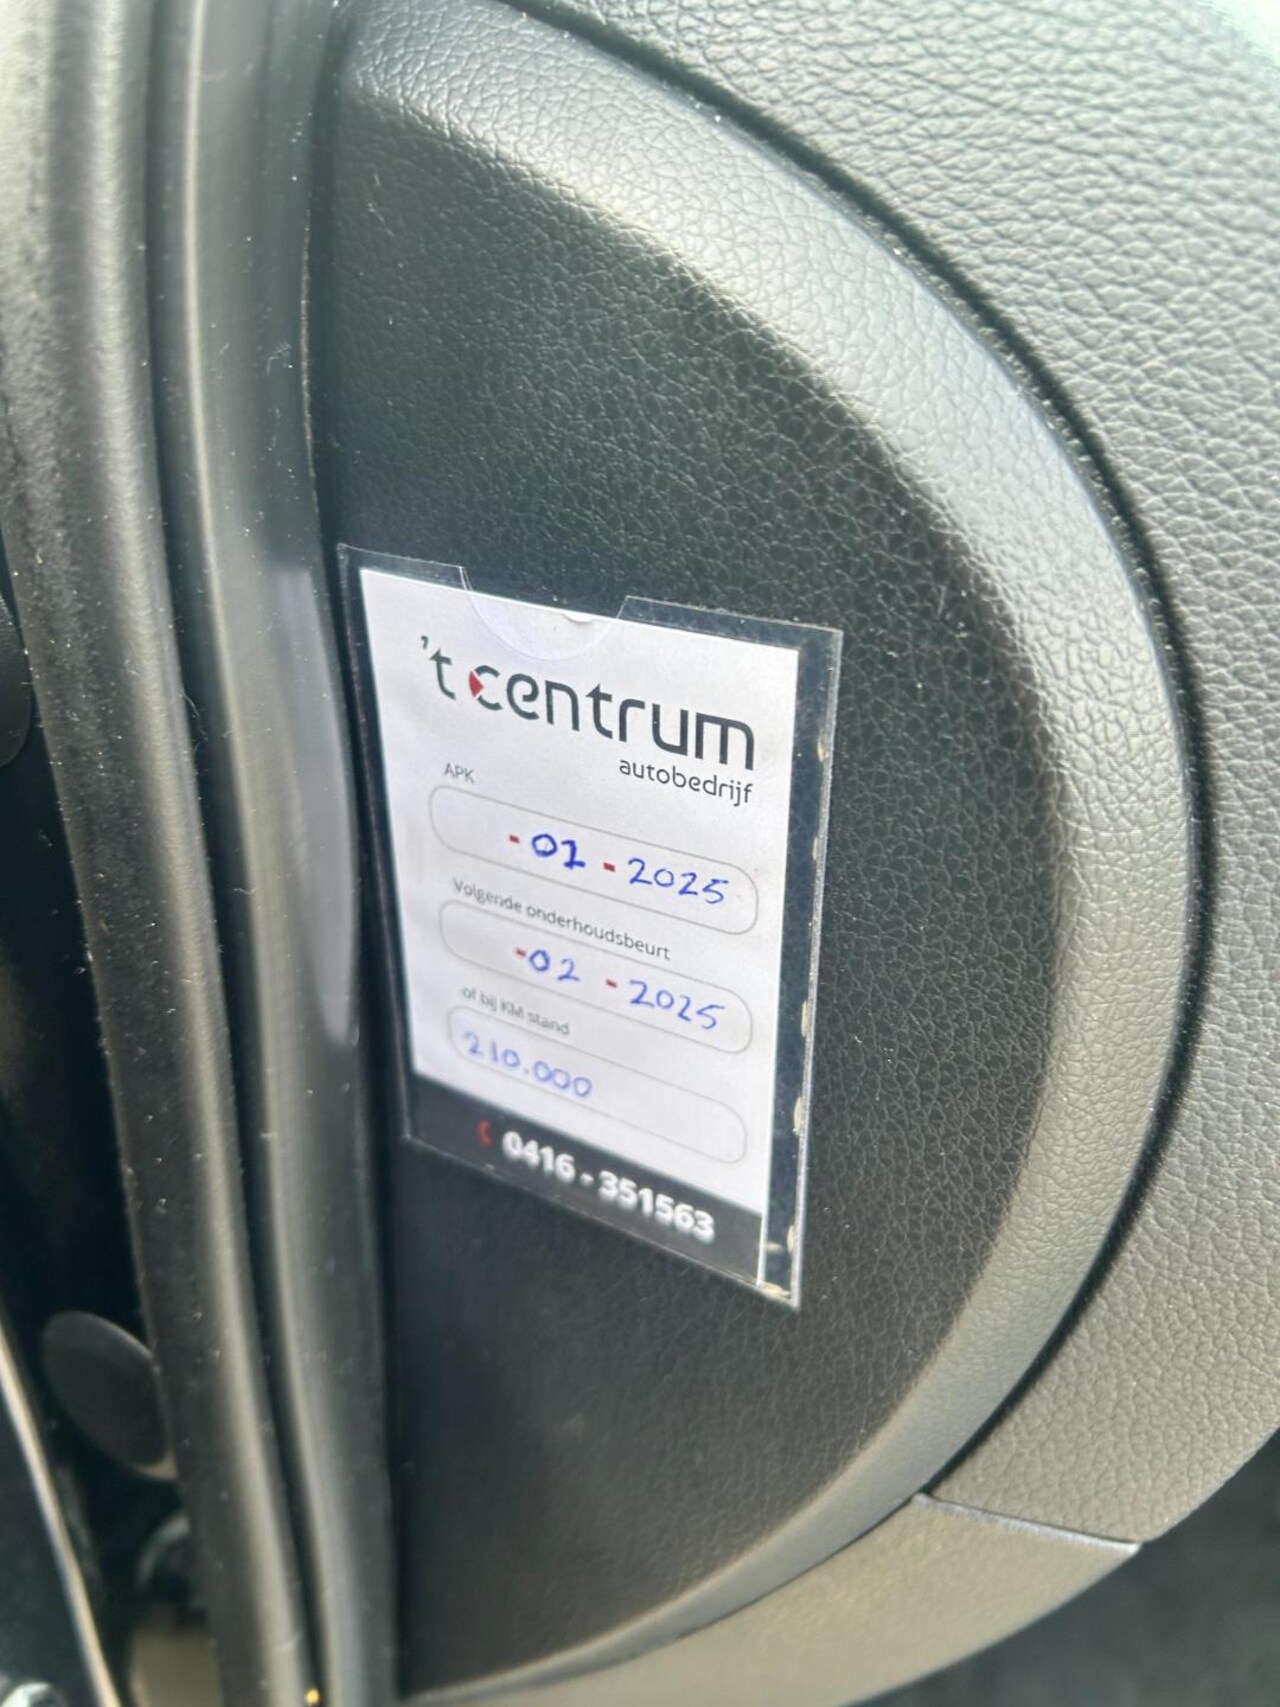 't centrum
autobedrijf
APK
- 01 - 2025
Volgende onderhoudsbeurt
- 02 - 2025
of bij KM stand
210.000
0416 - 351563